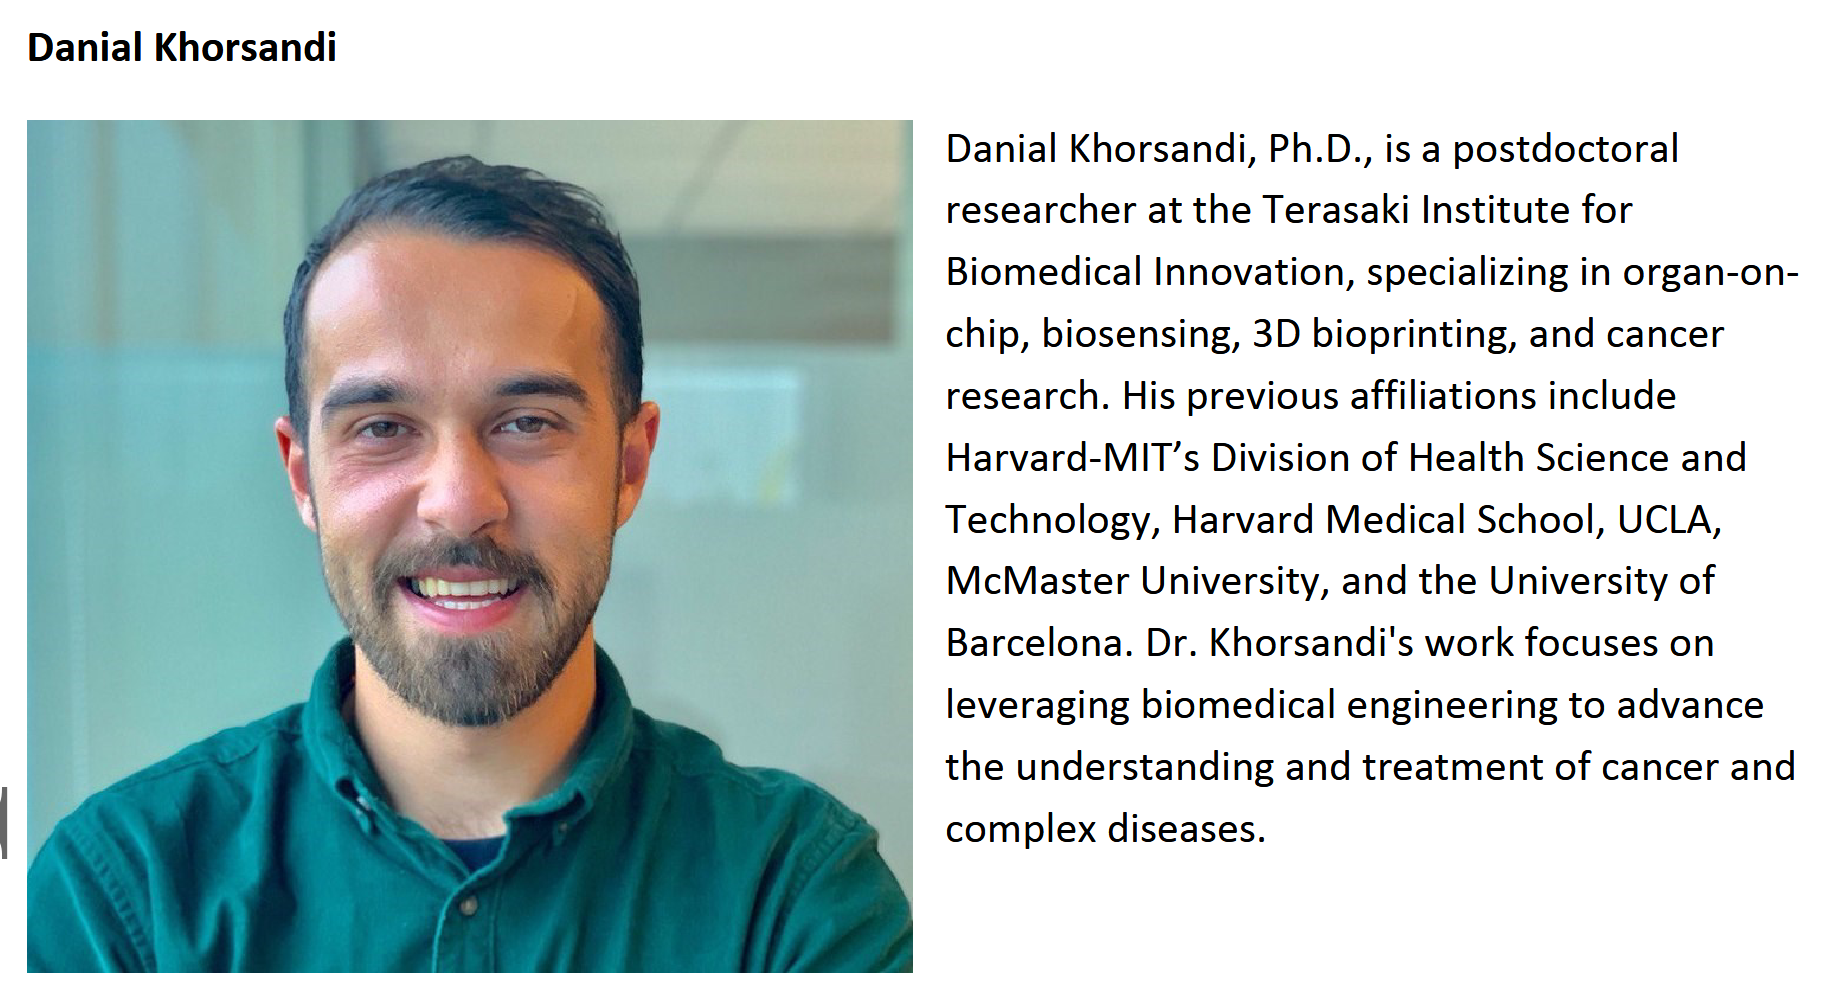 Danial Khorsandi
Danial Khorsandi, Ph.D., is a postdoctoral
researcher at the Terasaki Institute for
Biomedical Innovation, specializing in organ-on-
chip, biosensing, 3D bioprinting, and cancer
research. His previous affiliations include
Harvard-MIT’s Division of Health Science and
Technology, Harvard Medical School, UCLA,
McMaster University, and the University of
Barcelona. Dr. Khorsandi's work focuses on
leveraging biomedical engineering to advance
the understanding and treatment of cancer and
complex diseases.